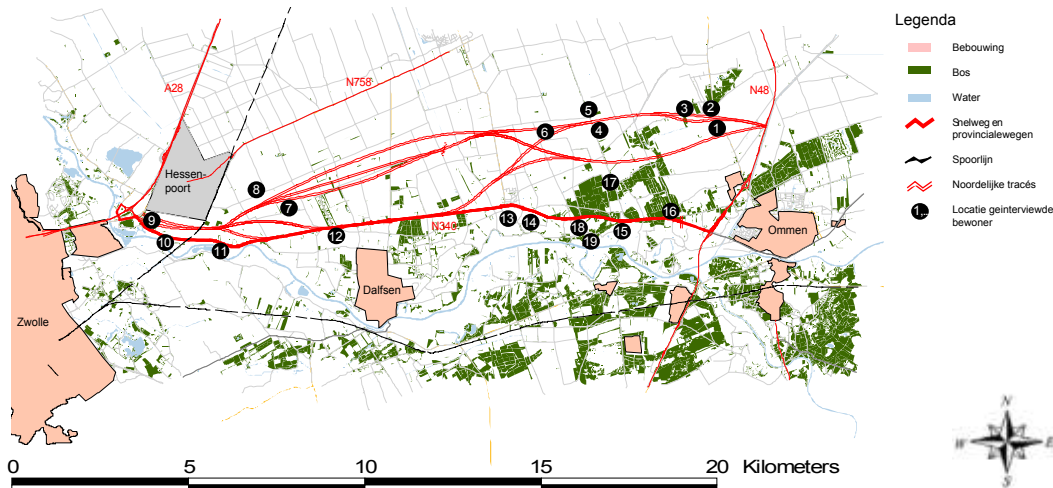 Legenda
Bebouwing
Bos
Water
Snelweg en
provincialewegen
Spoorlijn
Noordelijke tracés
1,.. Locatie geinterviewde
bewoner
A28
N758
N48
Hessen-
poort
N340
Zwolle
Dalfsen
Ommen
1
2
3
4
5
6
7
8
9
10
11
12
13
14
15
16
17
18
19
0 5 10 15 20 Kilometers
N
W E
S